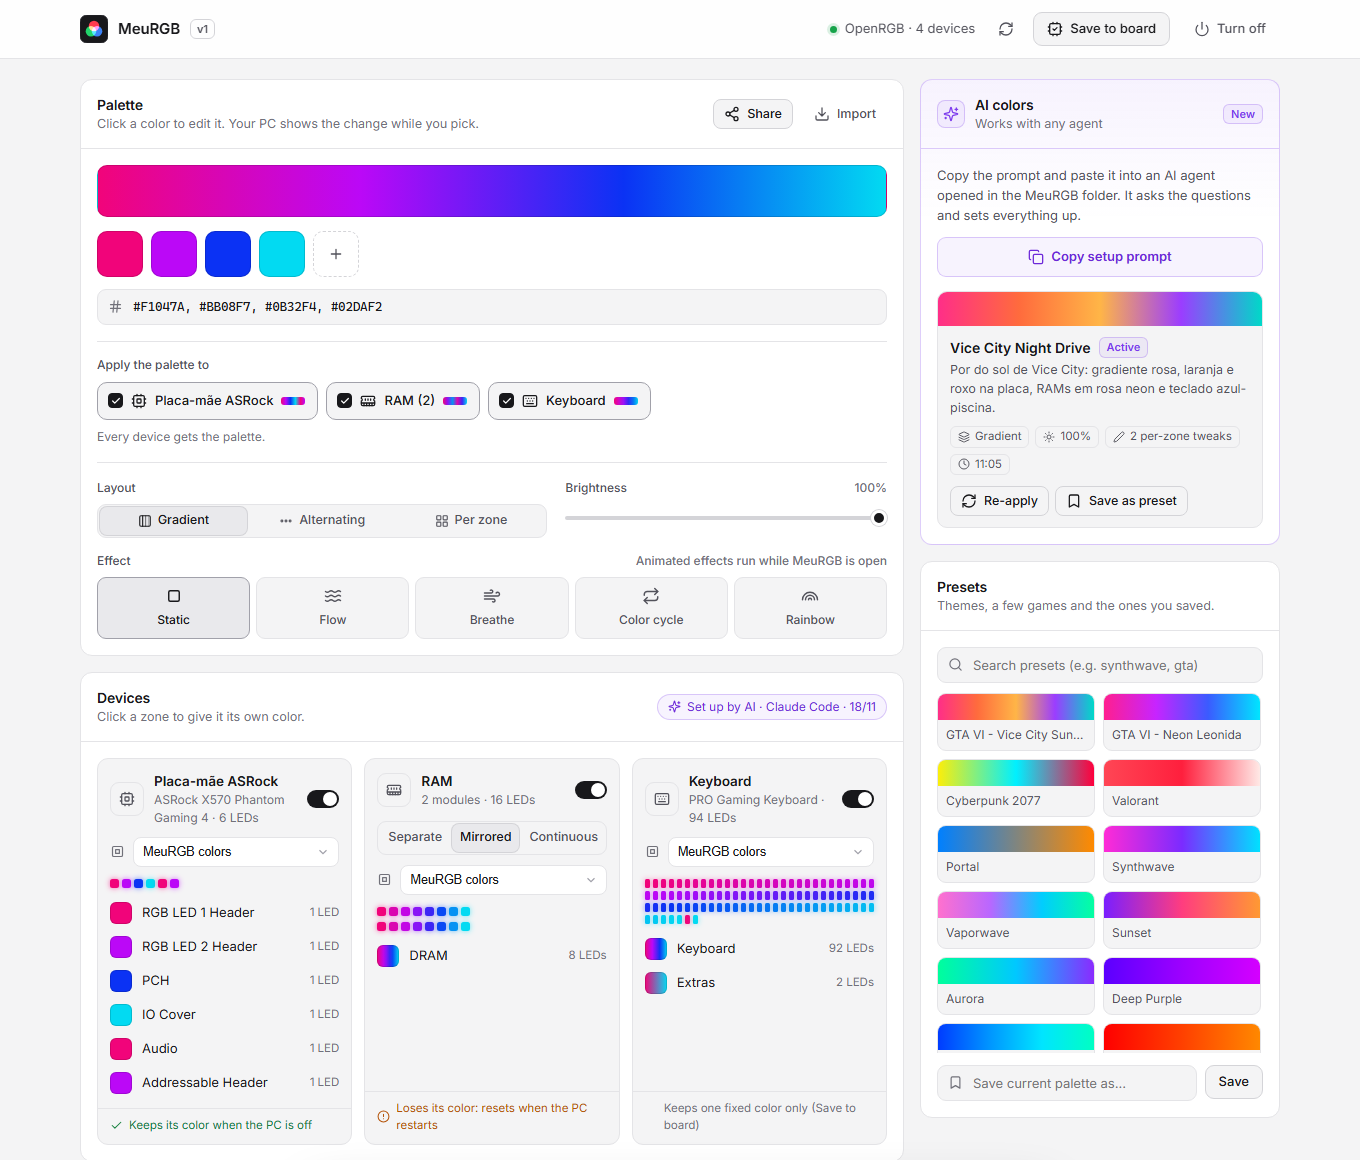 MeuRGB v1
OpenRGB · 4 devices
Save to board
Turn off
Palette
Click a color to edit it. Your PC shows the change while you pick.
Share
Import
#F1047A, #BB08F7, #0B32F4, #02DAF2
Apply the palette to
Placa-mãe ASRock
RAM (2)
Keyboard
Every device gets the palette.
Layout
Gradient
Alternating
Per zone
Brightness
100%
Effect
Animated effects run while MeuRGB is open
Static
Flow
Breathe
Color cycle
Rainbow
Devices
Click a zone to give it its own color.
Set up by AI · Claude Code · 18/11
Placa-mãe ASRock
ASRock X570 Phantom
Gaming 4 · 6 LEDs
MeuRGB colors
RGB LED 1 Header 1 LED
RGB LED 2 Header 1 LED
PCH 1 LED
IO Cover 1 LED
Audio 1 LED
Addressable Header 1 LED
Keeps its color when the PC is off
RAM
2 modules · 16 LEDs
Separate Mirrored Continuous
MeuRGB colors
DRAM 8 LEDs
Loses its color: resets when the PC
restarts
Keyboard
PRO Gaming Keyboard ·
94 LEDs
MeuRGB colors
Keyboard 92 LEDs
Extras 2 LEDs
Keeps one fixed color only (Save to
board)
AI colors
Works with any agent
New
Copy the prompt and paste it into an AI agent
opened in the MeuRGB folder. It asks the questions
and sets everything up.
Copy setup prompt
Vice City Night Drive Active
Por do sol de Vice City: gradiente rosa, laranja e
roxo na placa, RAMs em rosa neon e teclado azul-
piscina.
Gradient 100% 2 per-zone tweaks
11:05
Re-apply Save as preset
Presets
Themes, a few games and the ones you saved.
Search presets (e.g. synthwave, gta)
GTA VI - Vice City Sun...
GTA VI - Neon Leonida
Cyberpunk 2077
Valorant
Portal
Synthwave
Vaporwave
Sunset
Aurora
Deep Purple
Save current palette as...
Save